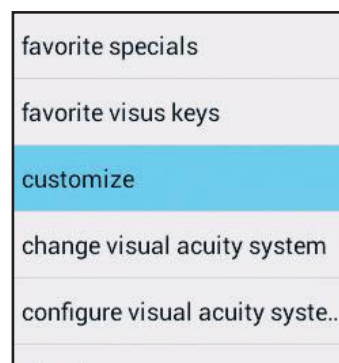 favorite specials
favorite visus keys
customize
change visual acuity system
configure visual acuity syste..